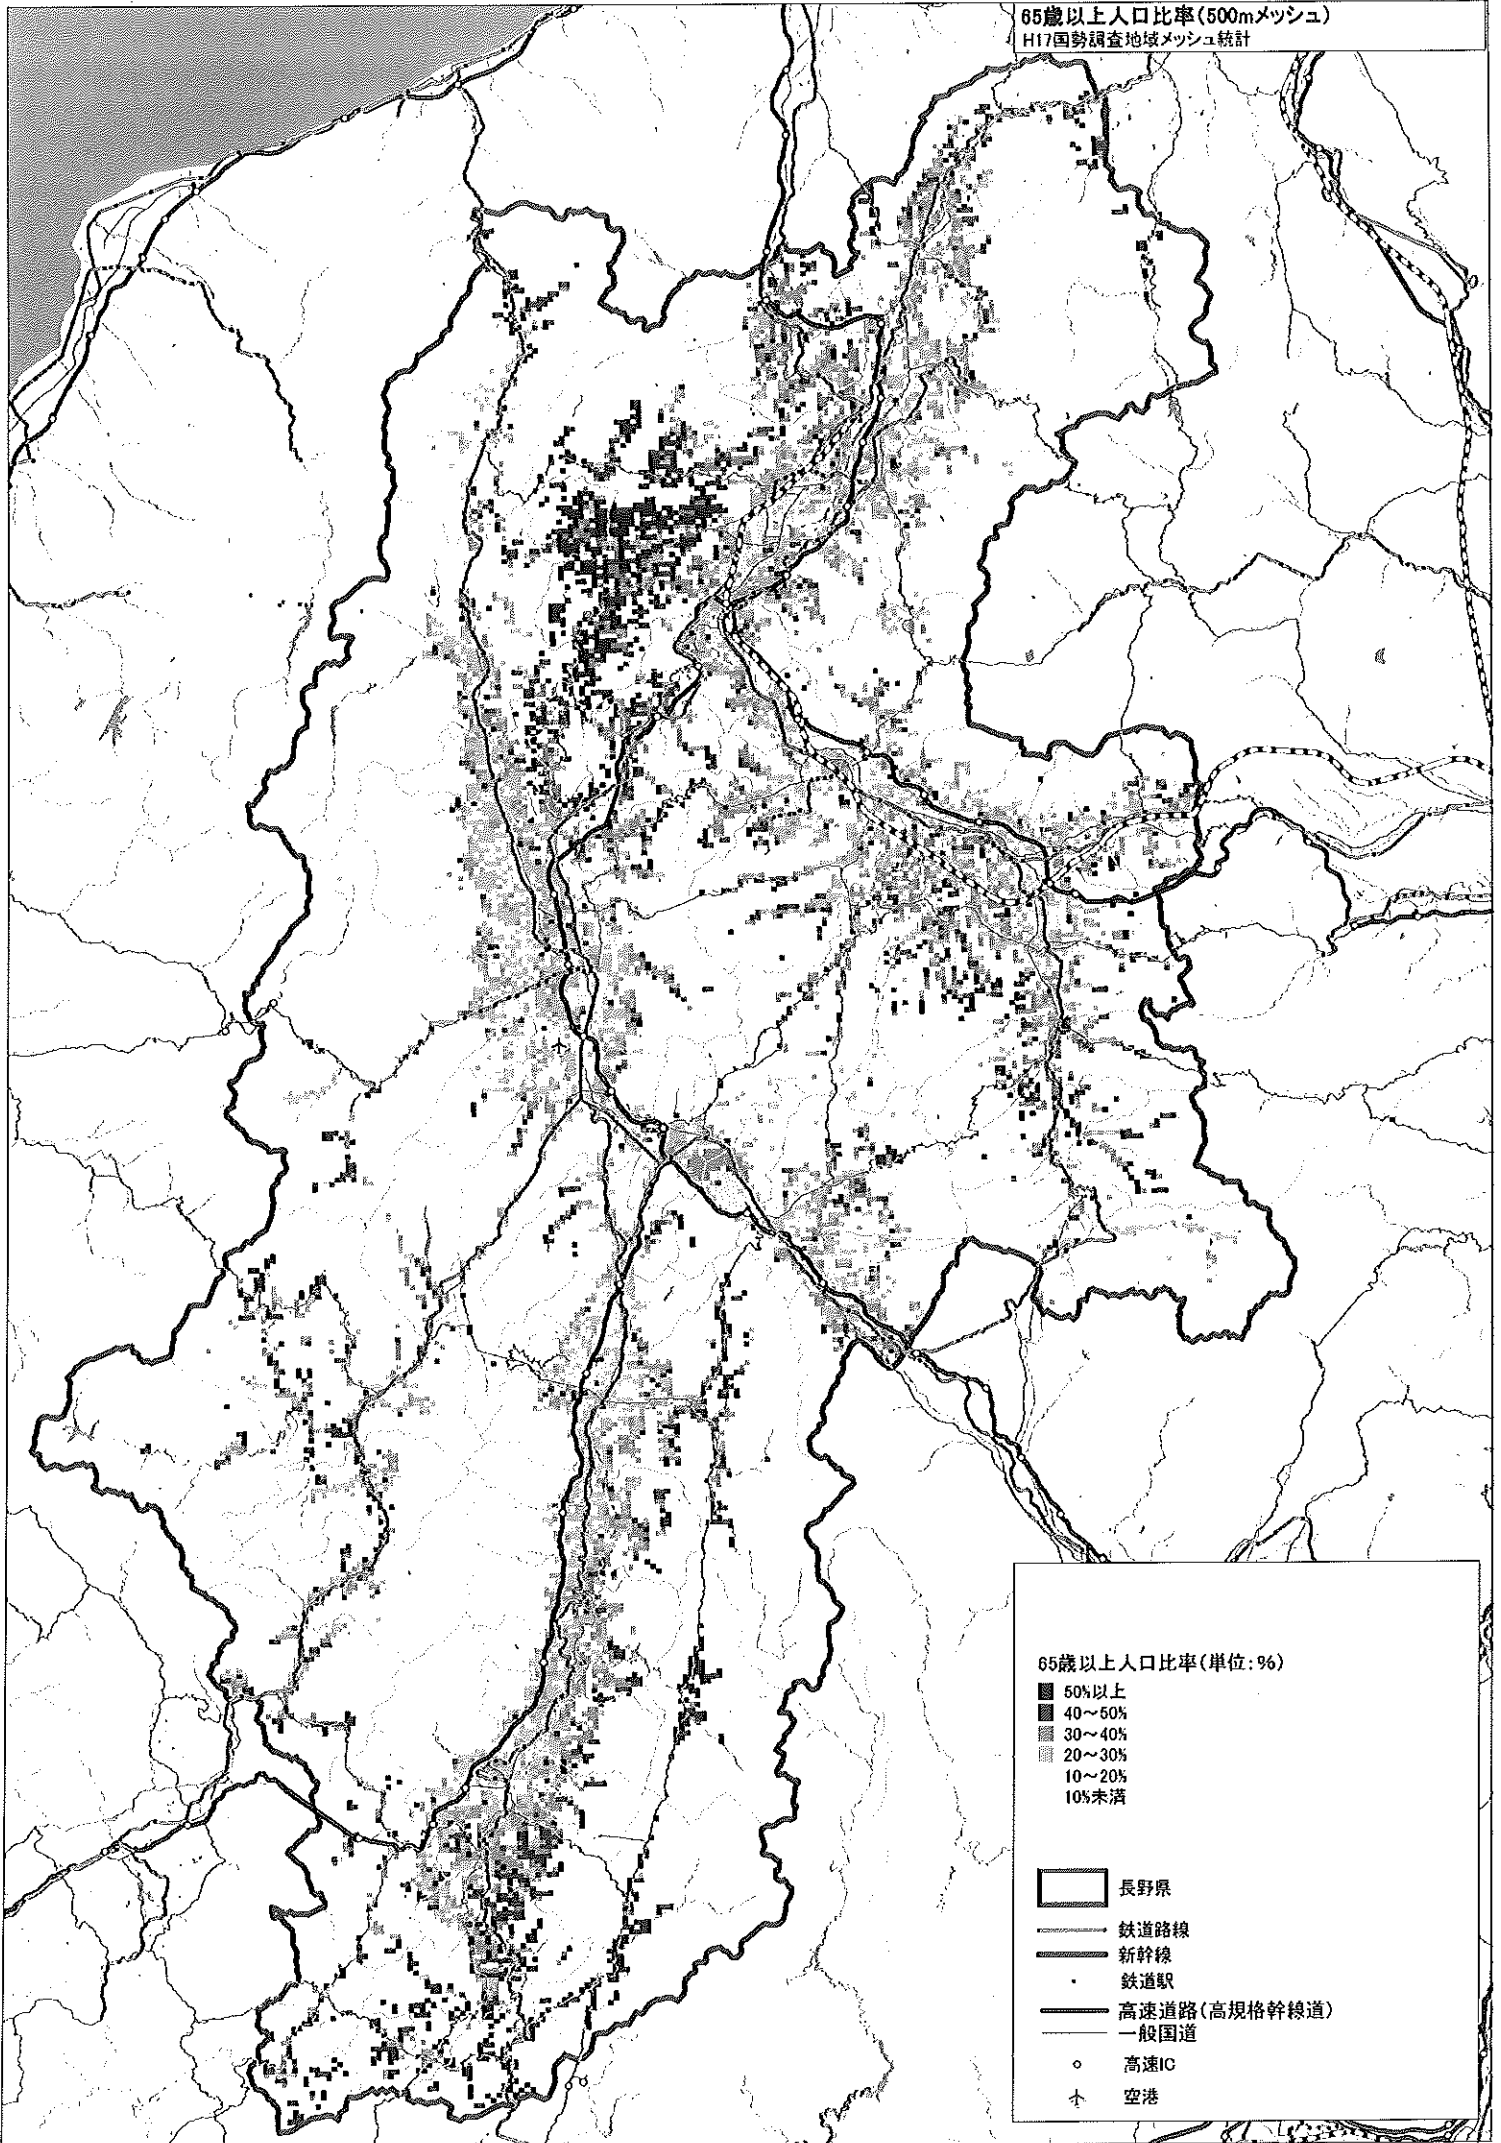 65歳以上人口比率(500mメッシュ)
H17国勢調査地域メッシュ統計
65歳以上人口比率(単位:%)
50%以上
40～50%
30～40%
20～30%
10～20%
10%未満
長野県
鉄道路線
新幹線
鉄道駅
高速道路(高規格幹線道)
一般国道
高速IC
空港